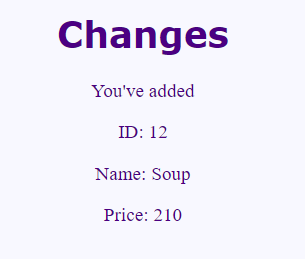 Changes
You've added
ID: 12
Name: Soup
Price: 210